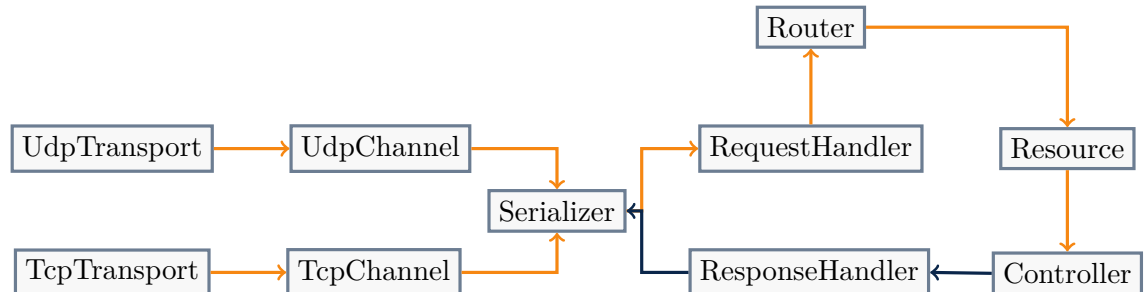 Router
UdpTransport
UdpChannel
RequestHandler
Resource
Serializer
TcpTransport
TcpChannel
ResponseHandler
Controller